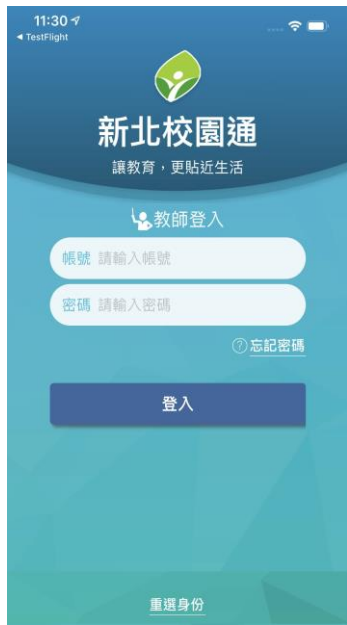 11:30
◀ TestFlight
新北校園通
讓教育，更貼近生活
教師登入
帳號 請輸入帳號
密碼 請輸入密碼
? 忘記密碼
登入
重選身份